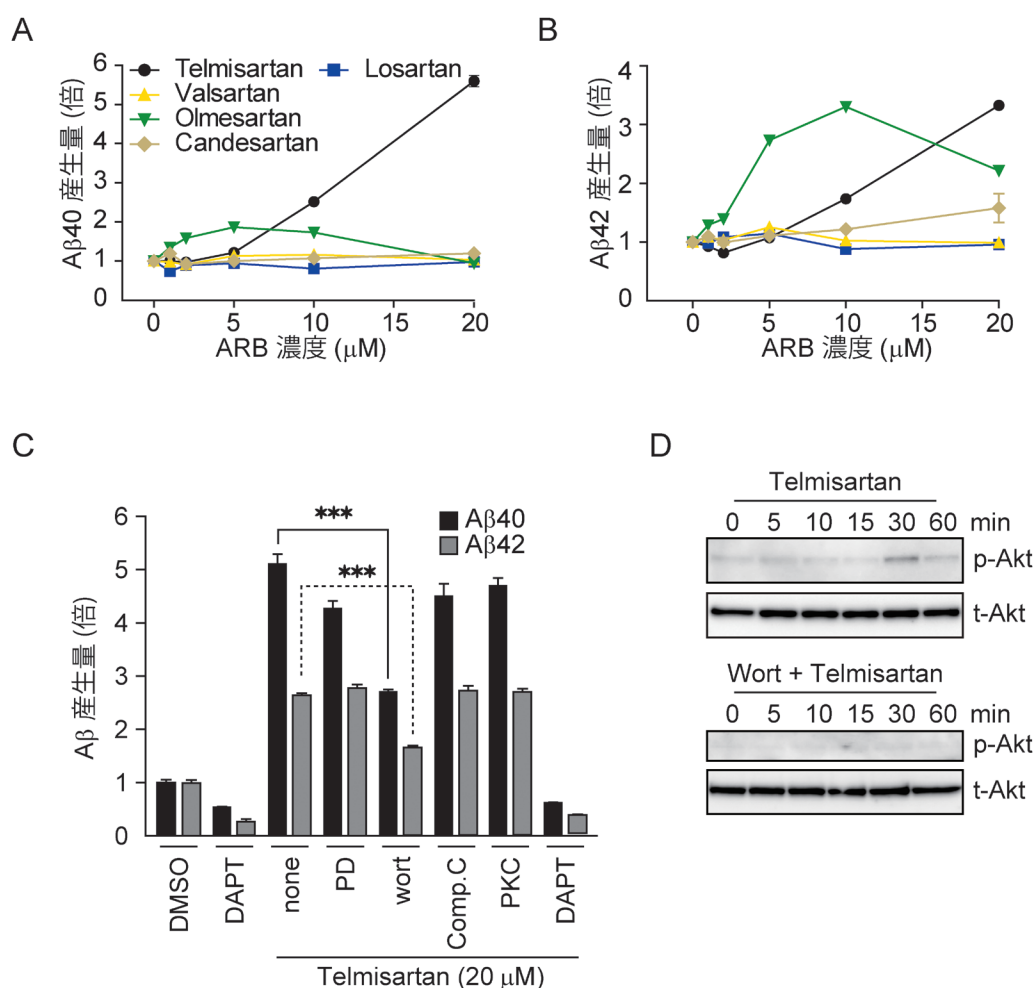 A
Aβ40 産生量 (倍)
6
5
4
3
2
1
0
Telmisartan
Losartan
Valsartan
Olmesartan
Candesartan
0 5 10 15 20
ARB 濃度 (μM)
B
Aβ42 産生量 (倍)
4
3
2
1
0
0 5 10 15 20
ARB 濃度 (μM)
C
Aβ 産生量 (倍)
6
5
4
3
2
1
0
***
***
Aβ40
Aβ42
DMSO
DAPT
none
PD
wort
Comp.C
PKC
DAPT
Telmisartan (20 μM)
D
Telmisartan
0 5 10 15 30 60 min
p-Akt
t-Akt
Wort + Telmisartan
0 5 10 15 30 60 min
p-Akt
t-Akt